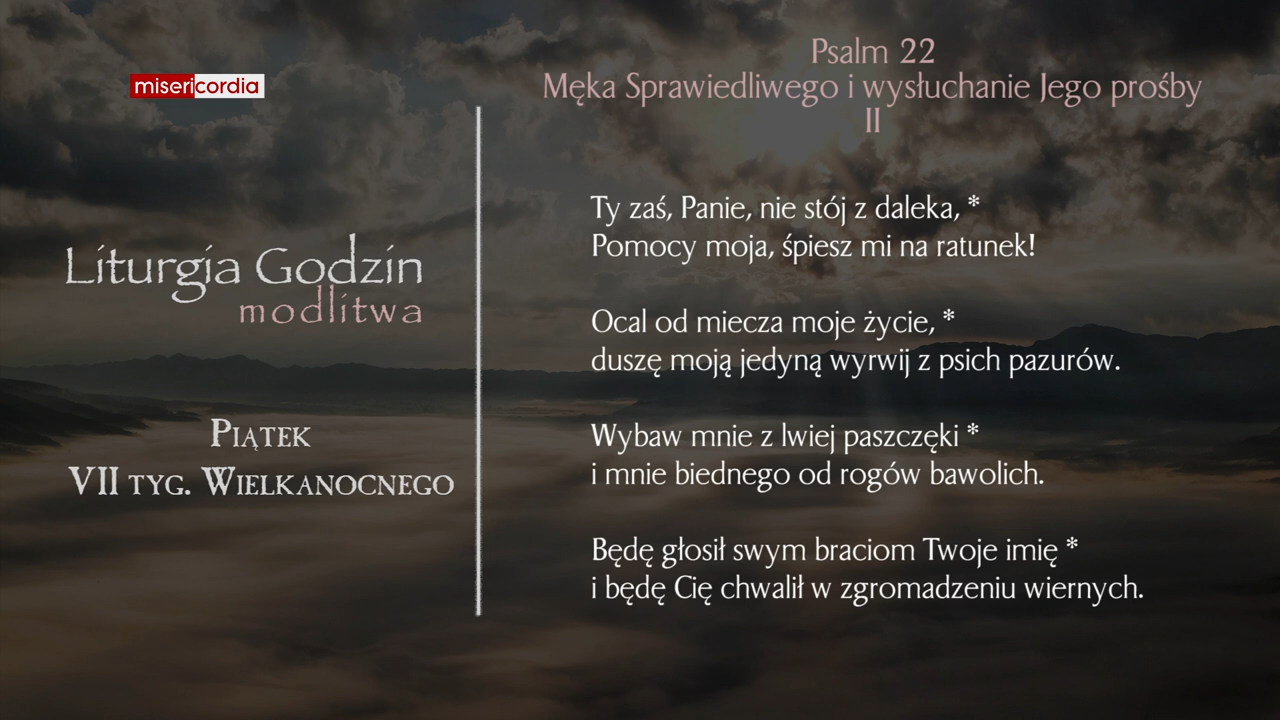 misericordia
Liturgia Godzin
modlitwa
Piątek
VII tyg. Wielkanocnego
Psalm 22
Męka Sprawiedliwego i wysłuchanie Jego prośby
II
Ty zaś, Panie, nie stój z daleka, *
Pomocy moja, śpiesz mi na ratunek!
Ocal od miecza moje życie, *
duszę moją jedyną wyrwij z psich pazurów.
Wybaw mnie z lwiej paszczęki *
i mnie biednego od rogów bawolich.
Będę głosił swym braciom Twoje imię *
i będę Cię chwalił w zgromadzeniu wiernych.